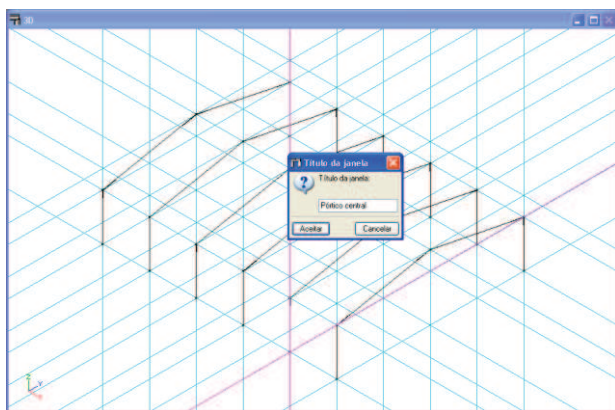 3D
Título da janela
Título da janela:
Pórtico central
Aceitar
Cancelar
Z
Y
X